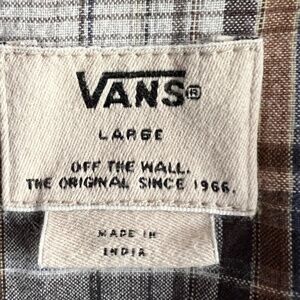 VANS®
LARGE
OFF THE WALL.
THE ORIGINAL SINCE 1966.
MADE IN
INDIA